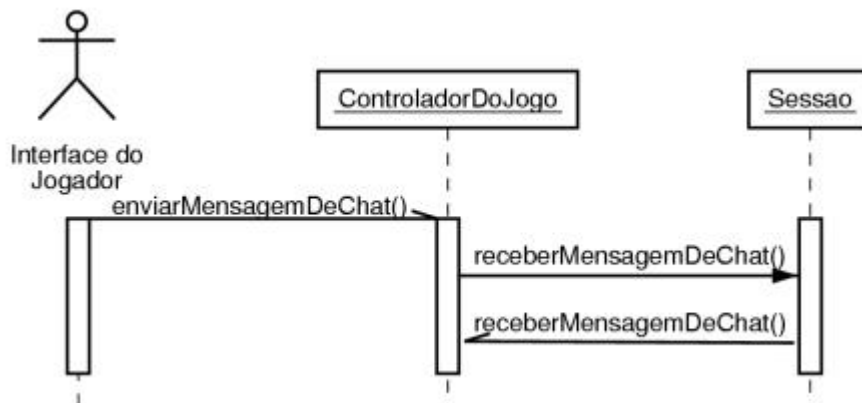 ControladorDoJogo
Sessao
Interface do
Jogador
enviarMensagemDeChat()
receberMensagemDeChat()
receberMensagemDeChat()